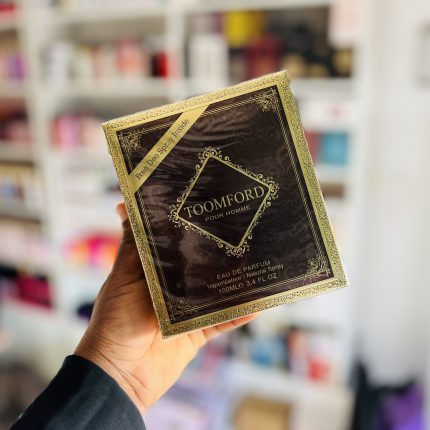 Free Deo Spray Inside
TOOMFORD
POUR HOMME
EAU DE PARFUM
Vaporisateur - Natural Spray
100ML℮ 3.4 FL.OZ